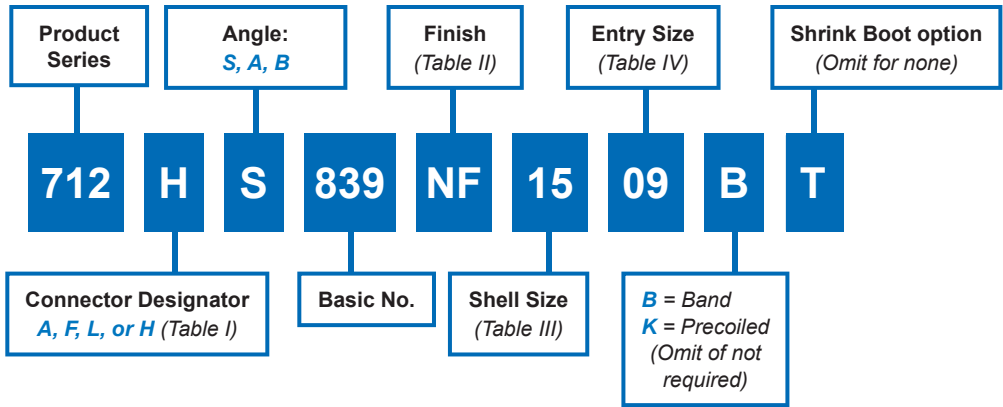 Product
Series
Angle:
S, A, B
Finish
(Table II)
Entry Size
(Table IV)
Shrink Boot option
(Omit for none)
712 H S 839 NF 15 09 B T
Connector Designator
A, F, L, or H (Table I)
Basic No.
Shell Size
(Table III)
B = Band
K = Precoiled
(Omit of not
required)